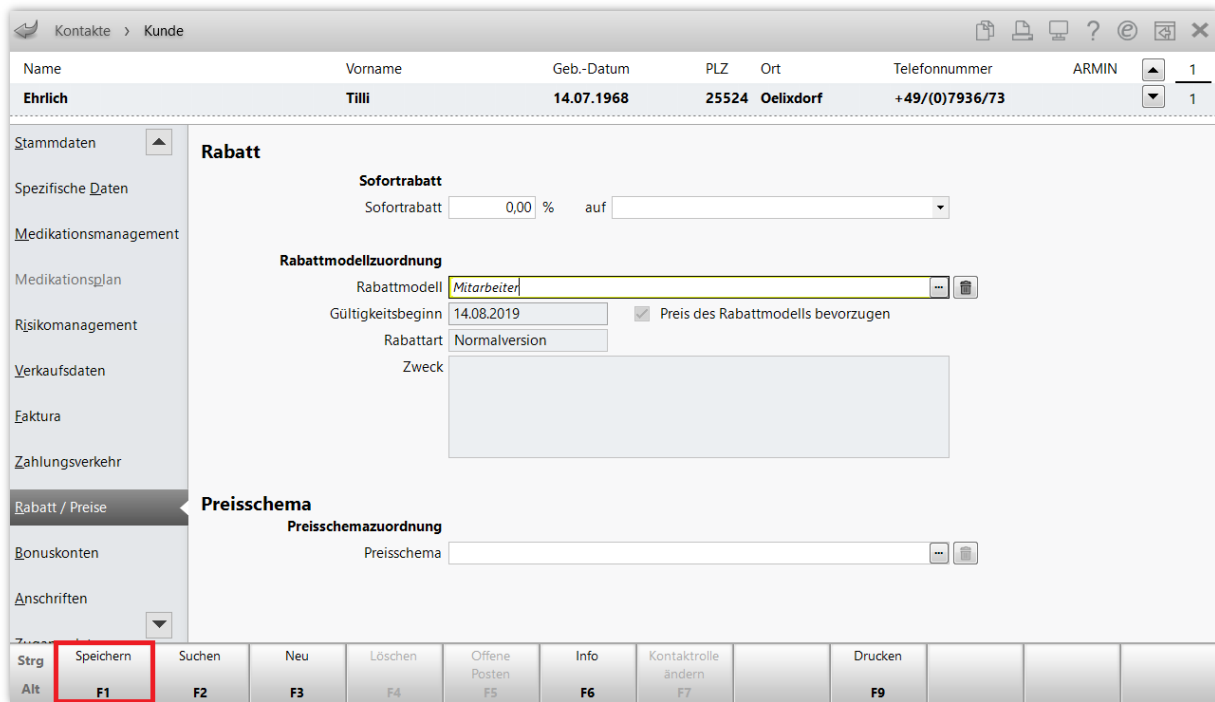 Kontakte > Kunde
Name Vorname Geb.-Datum PLZ Ort Telefonnummer ARMIN 1
Ehrlich Tilli 14.07.1968 25524 Oelixdorf +49/(0)7936/73 1
Stammdaten
Spezifische Daten
Medikationsmanagement
Medikationsplan
Risikomanagement
Verkaufsdaten
Faktura
Zahlungsverkehr
Rabatt / Preise
Bonuskonten
Anschriften
Rabatt
Sofortrabatt
Sofortrabatt 0,00 % auf
Rabattmodellzuordnung
Rabattmodell Mitarbeiter ...
Gültigkeitsbeginn 14.08.2019 Preis des Rabattmodells bevorzugen
Rabattart Normalversion
Zweck
Preisschema
Preisschemazuordnung
Preisschema ...
Strg Speichern Suchen Neu Löschen Offene Info Kontaktrolle Drucken
Posten ändern
Alt F1 F2 F3 F4 F5 F6 F7 F9